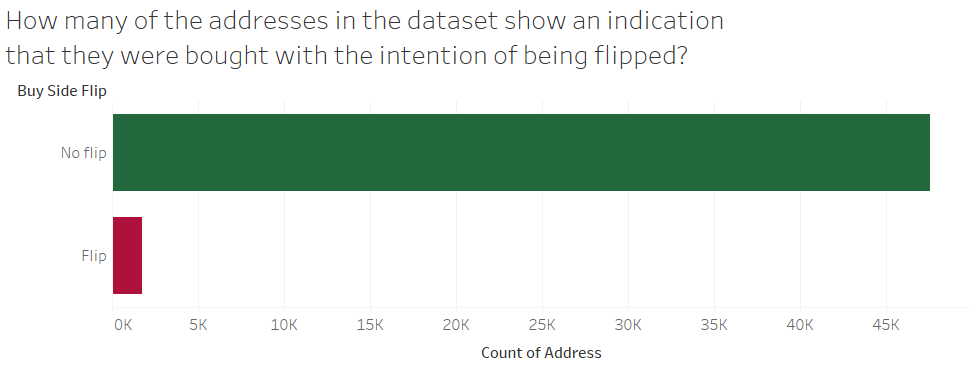 How many of the addresses in the dataset show an indication
that they were bought with the intention of being flipped?
Buy Side Flip
No flip
Flip
0K 5K 10K 15K 20K 25K 30K 35K 40K 45K
Count of Address